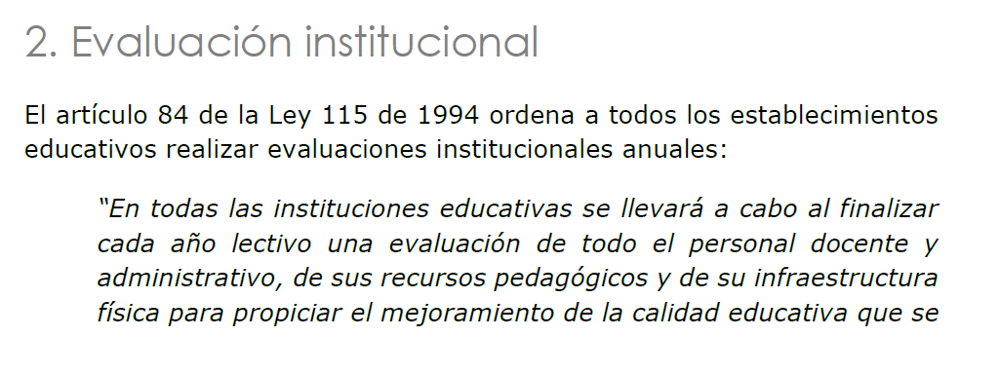 2. Evaluación institucional
El artículo 84 de la Ley 115 de 1994 ordena a todos los establecimientos
educativos realizar evaluaciones institucionales anuales:
“En todas las instituciones educativas se llevará a cabo al finalizar
cada año lectivo una evaluación de todo el personal docente y
administrativo, de sus recursos pedagógicos y de su infraestructura
física para propiciar el mejoramiento de la calidad educativa que se